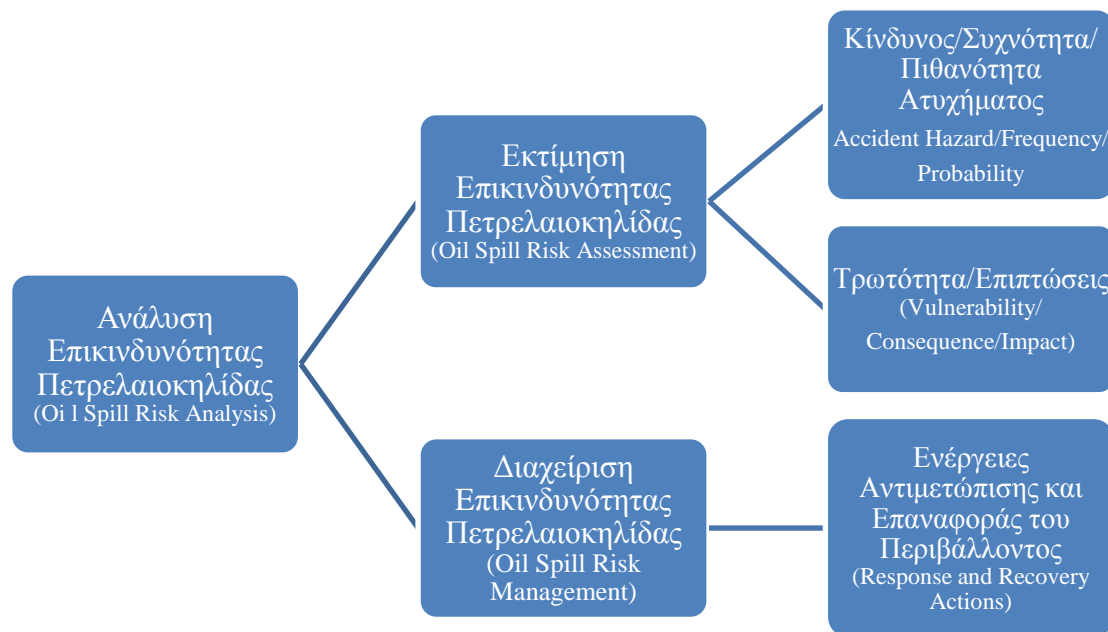 Ανάλυση
Επικινδυνότητας
Πετρελαιοκηλίδας
(Oi l Spill Risk Analysis)
Εκτίμηση
Επικινδυνότητας
Πετρελαιοκηλίδας
(Oil Spill Risk Assessment)
Κίνδυνος/Συχνότητα/
Πιθανότητα
Ατυχήματος
Accident Hazard/Frequency/
Probability
Τρωτότητα/Επιπτώσεις
(Vulnerability/
Consequence/Impact)
Διαχείριση
Επικινδυνότητας
Πετρελαιοκηλίδας
(Oil Spill Risk
Management)
Ενέργειες
Αντιμετώπισης και
Επαναφοράς του
Περιβάλλοντος
(Response and Recovery
Actions)